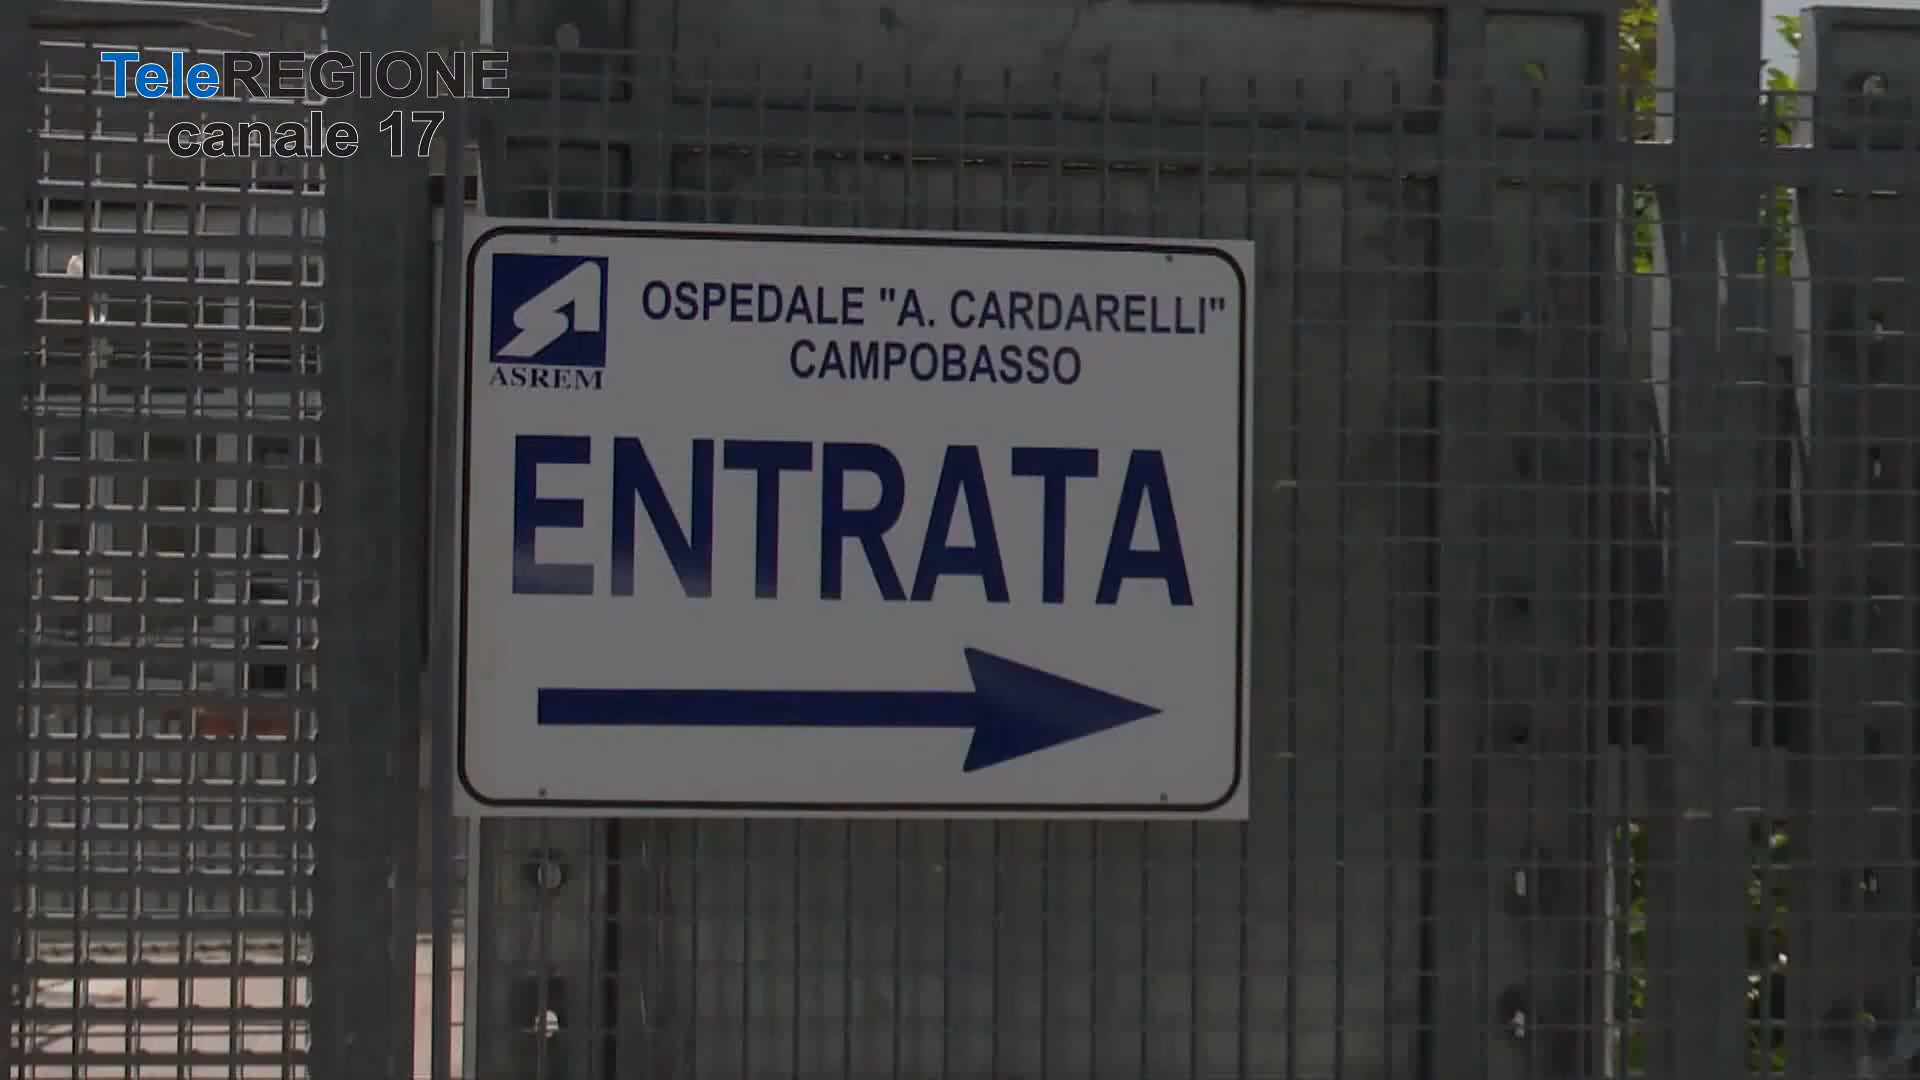 TeleREGIONE
canale 17
OSPEDALE "A. CARDARELLI"
CAMPOBASSO
ASREM
ENTRATA